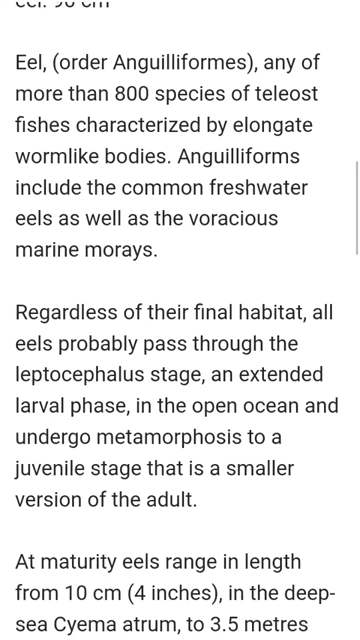 Eel, (order Anguilliformes), any of
more than 800 species of teleost
fishes characterized by elongate
wormlike bodies. Anguilliforms
include the common freshwater
eels as well as the voracious
marine morays.
Regardless of their final habitat, all
eels probably pass through the
leptocephalus stage, an extended
larval phase, in the open ocean and
undergo metamorphosis to a
juvenile stage that is a smaller
version of the adult.
At maturity eels range in length
from 10 cm (4 inches), in the deep-
sea Cyema atrum, to 3.5 metres